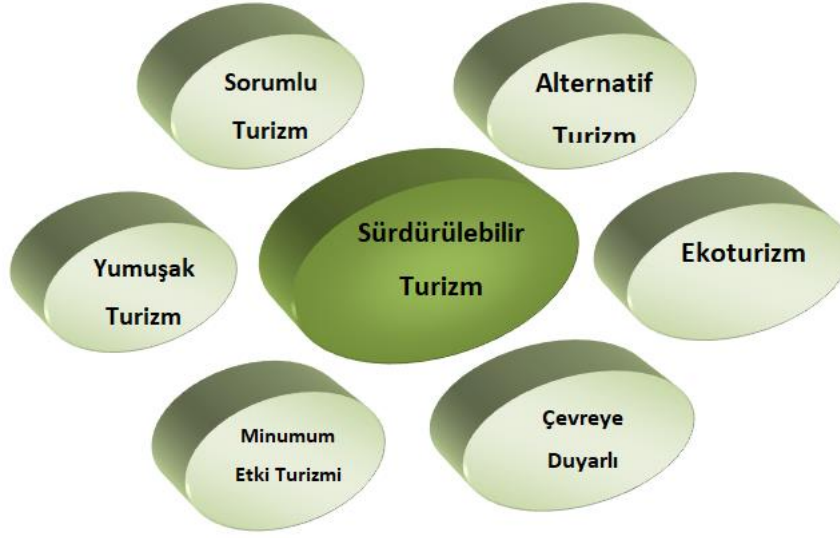 Sorumlu
Turizm
Alternatif
Turizm
Sürdürülebilir
Turizm
Yumuşak
Turizm
Ekoturizm
Minumum
Etki Turizmi
Çevreye
Duyarlı